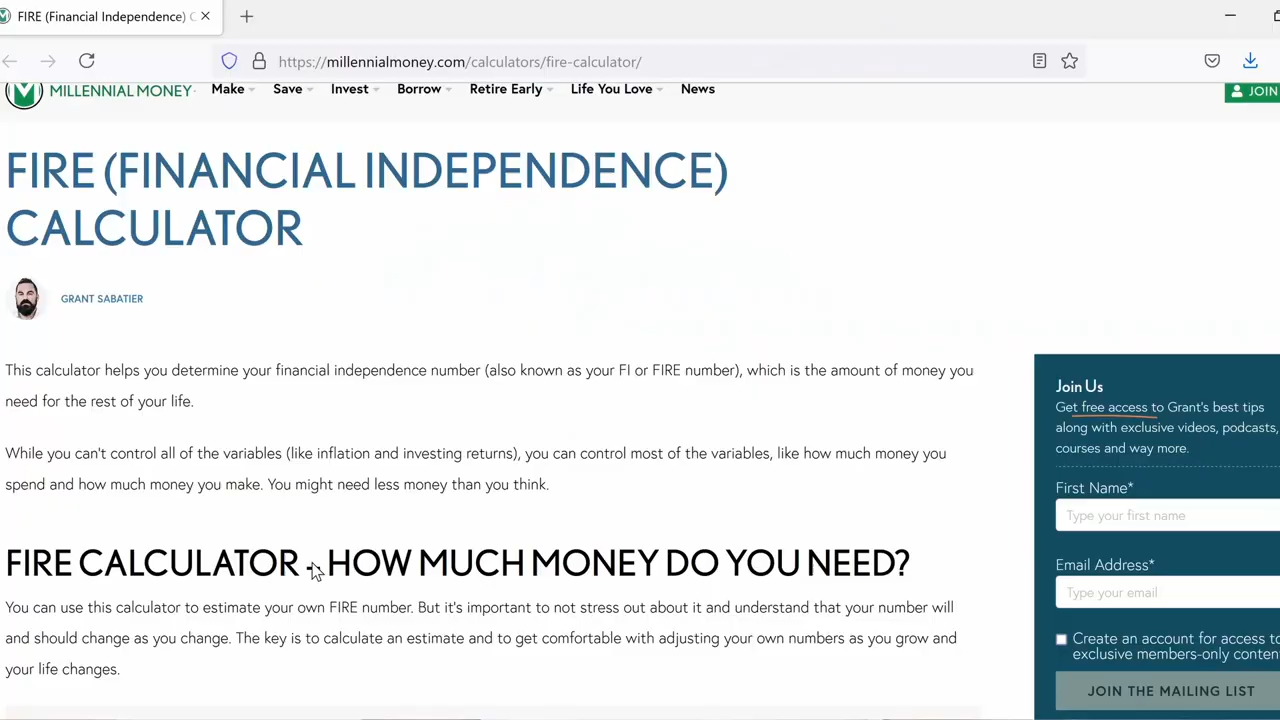 FIRE (Financial Independence) C
https://millennialmoney.com/calculators/fire-calculator/
MILLENNIAL MONEY
Make
Save
Invest
Borrow
Retire Early
Life You Love
News
JOIN
FIRE (FINANCIAL INDEPENDENCE)
CALCULATOR
GRANT SABATIER
This calculator helps you determine your financial independence number (also known as your FI or FIRE number), which is the amount of money you
need for the rest of your life.
While you can't control all of the variables (like inflation and investing returns), you can control most of the variables, like how much money you
spend and how much money you make. You might need less money than you think.
FIRE CALCULATOR - HOW MUCH MONEY DO YOU NEED?
You can use this calculator to estimate your own FIRE number. But it's important to not stress out about it and understand that your number will
and should change as you change. The key is to calculate an estimate and to get comfortable with adjusting your own numbers as you grow and
your life changes.
Join Us
Get free access to Grant's best tips
along with exclusive videos, podcasts,
courses and way more.
First Name*
Type your first name
Email Address*
Type your email
Create an account for access to
exclusive members-only conten
JOIN THE MAILING LIST